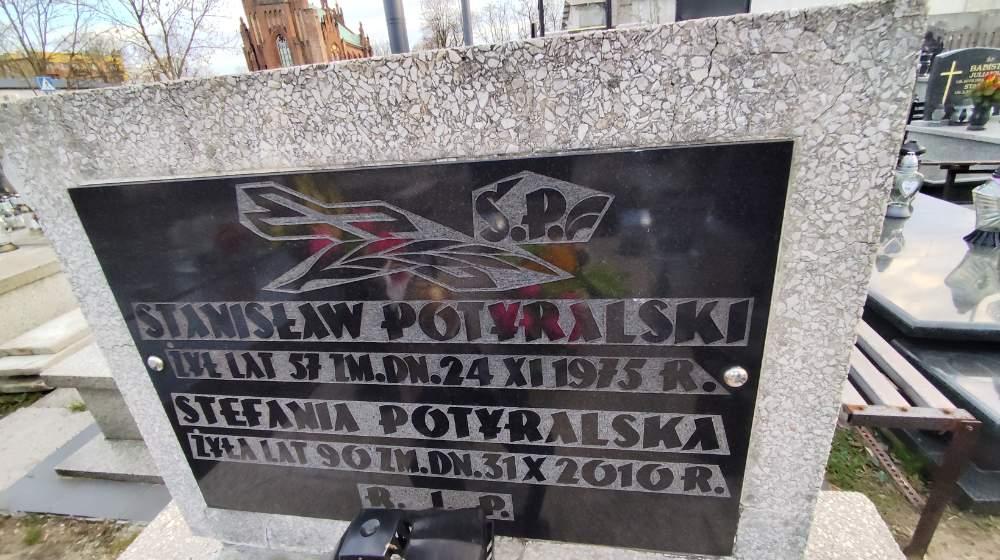 Ś.P.
STANISŁAW POTYRALSKI
ŻYŁ LAT 57 ZM.DN.24 XI 1975 R.
STEFANIA POTYRALSKA
ŻYŁA LAT 90 ZM.DN.31 X 2010 R.
R. I. P.